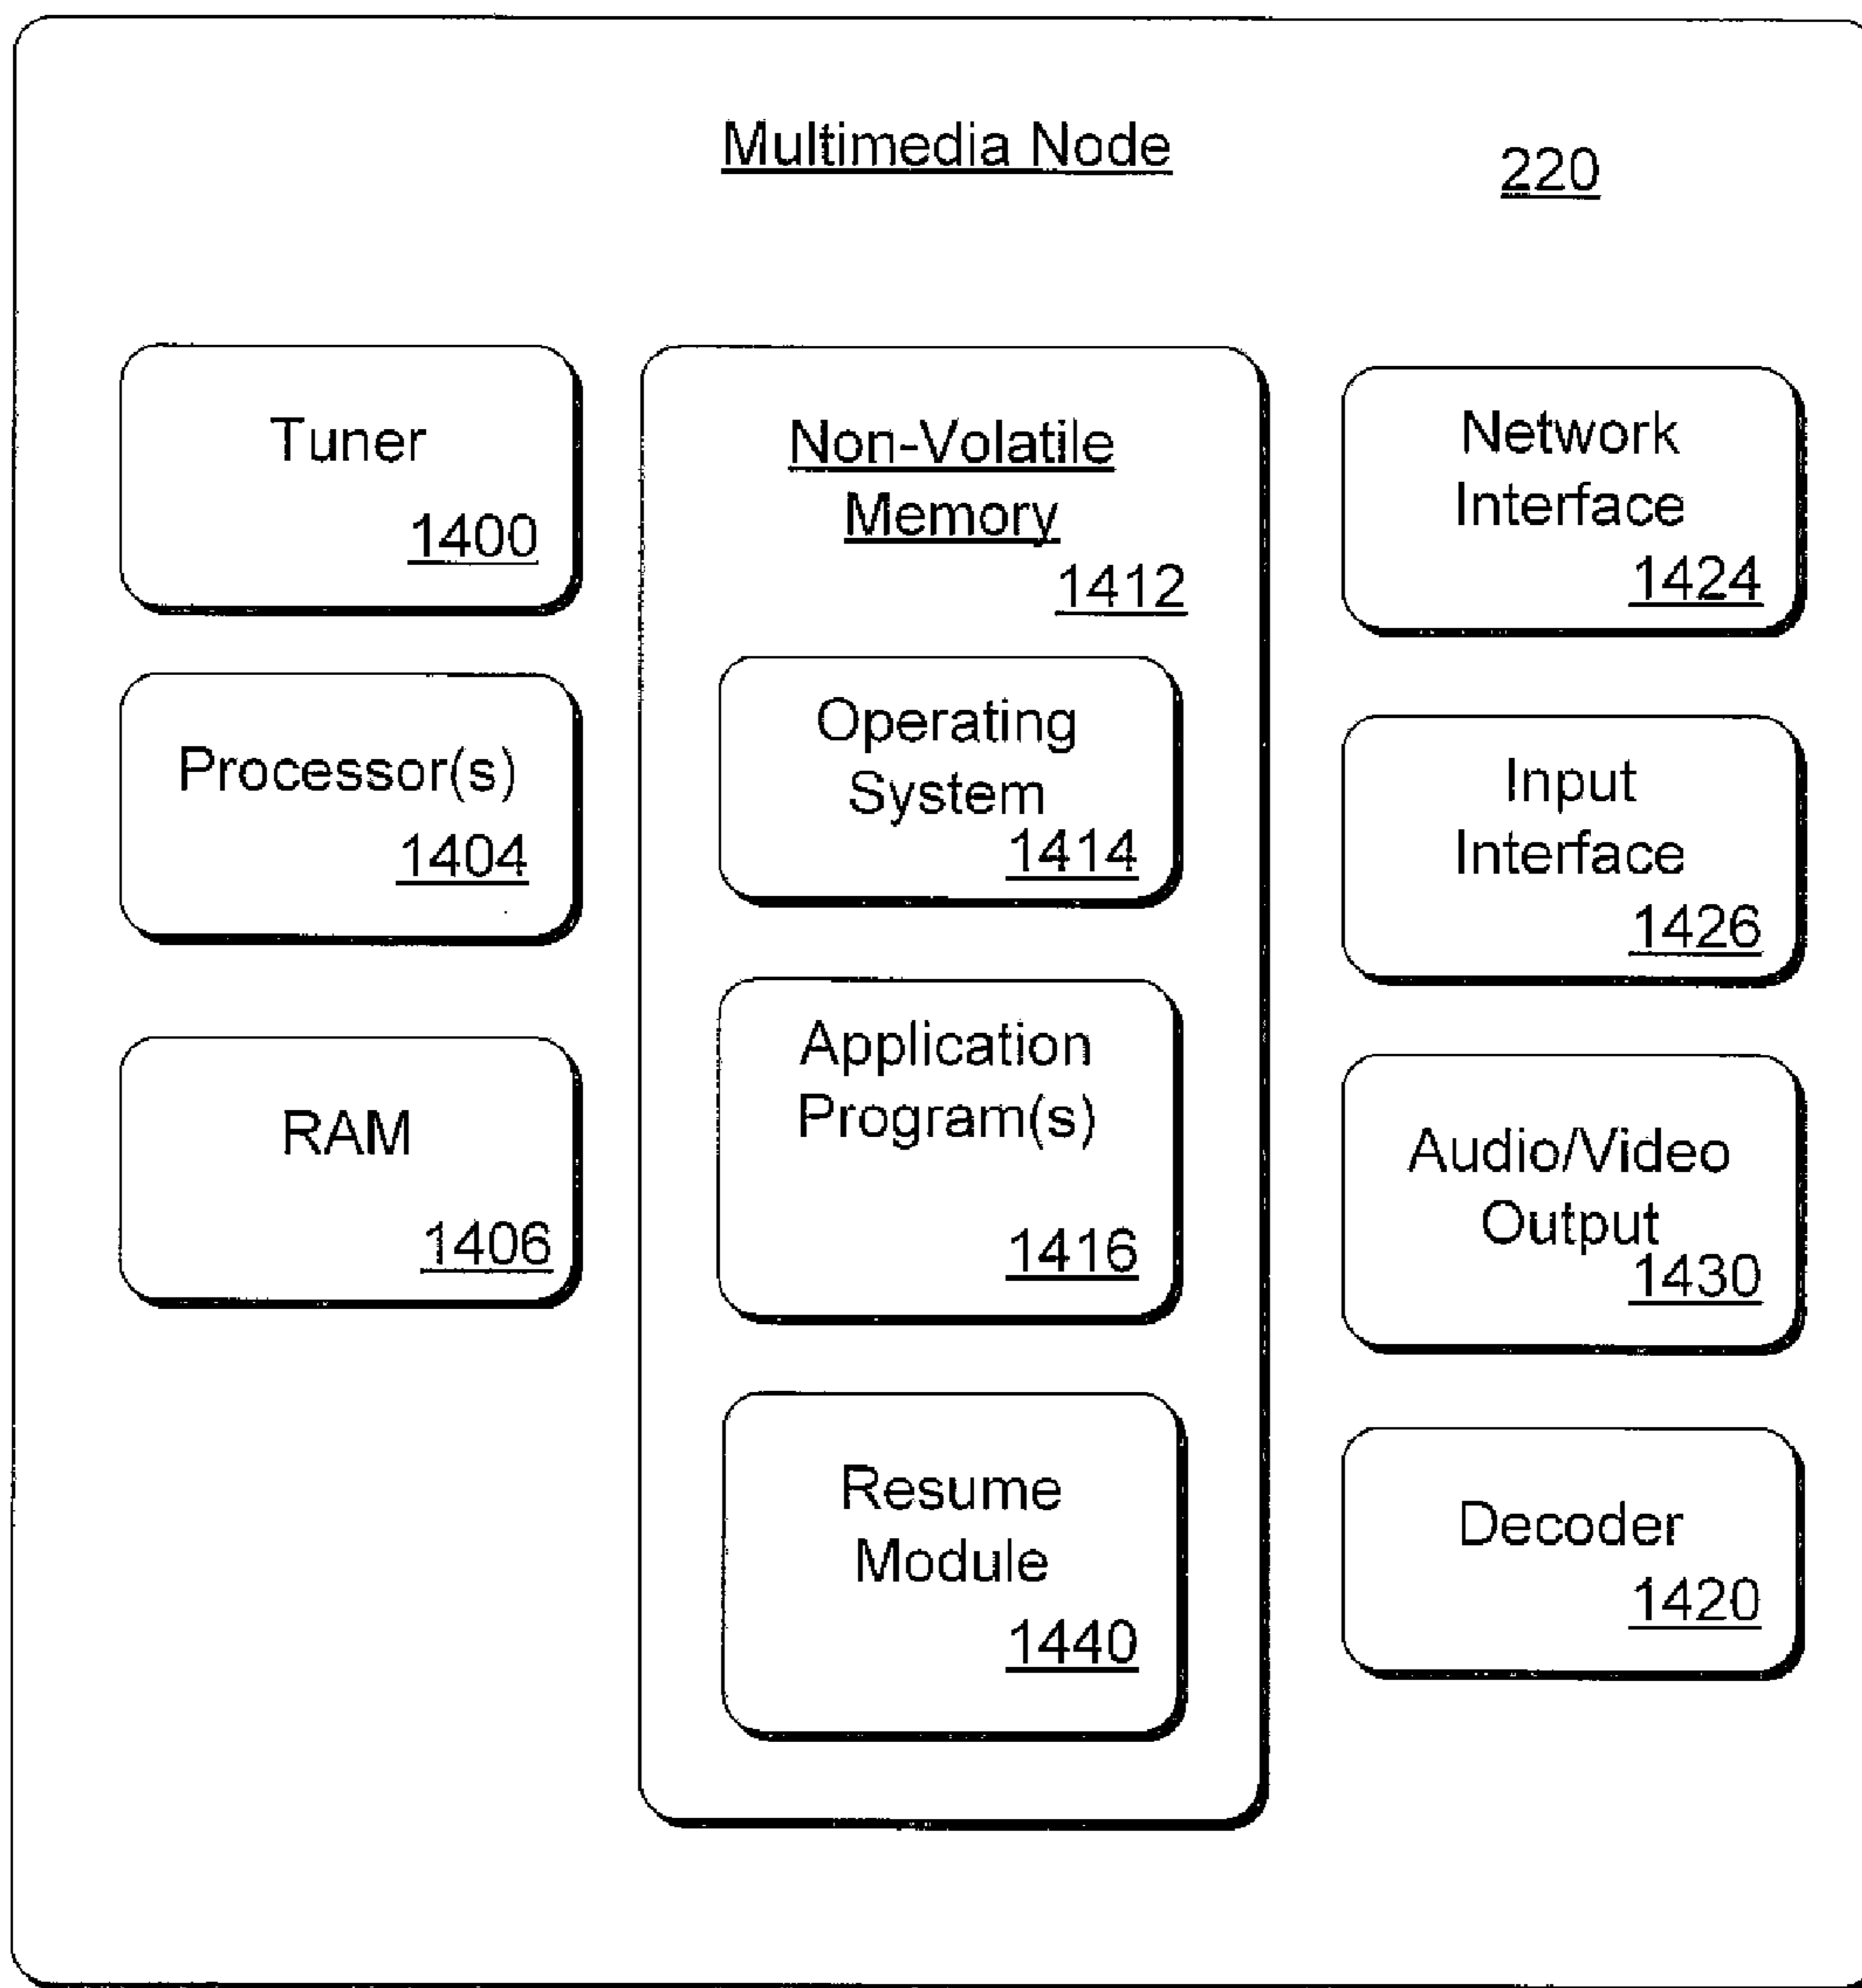 Multimedia Node
220
Tuner
1400
Processor(s)
1404
RAM
1406
Non-Volatile
Memory
1412
Operating
System
1414
Application
Program(s)
1416
Resume
Module
1440
Network
Interface
1424
Input
Interface
1426
Audio/Video
Output
1430
Decoder
1420